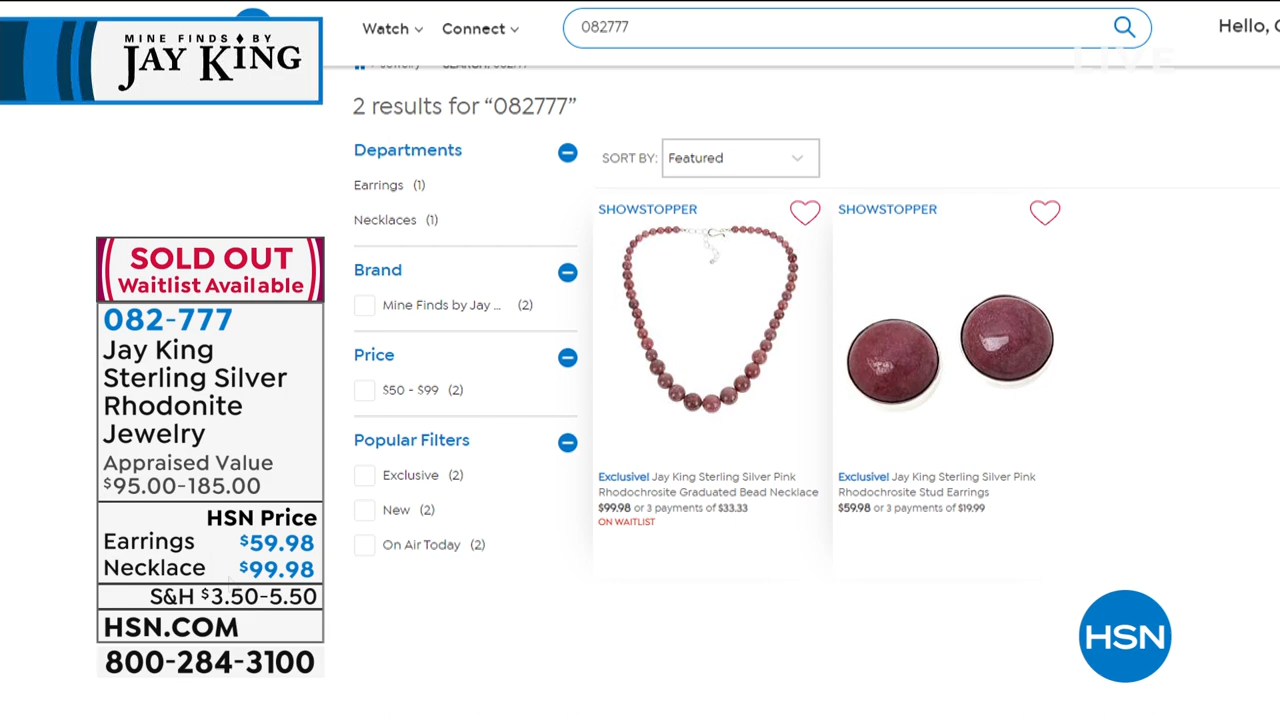 MINE FINDS BY
JAY KING
Watch
Connect
082777
Hello,
LIVE
Jewelry
SEARCH: 082777
2 results for “082777”
Departments
Earrings (1)
Necklaces (1)
Brand
Mine Finds by Jay ... (2)
Price
$50 - $99 (2)
Popular Filters
Exclusive (2)
New (2)
On Air Today (2)
SORT BY: Featured
SHOWSTOPPER
Exclusive! Jay King Sterling Silver Pink
Rhodochrosite Graduated Bead Necklace
$99.98 or 3 payments of $33.33
ON WAITLIST
SHOWSTOPPER
Exclusive! Jay King Sterling Silver Pink
Rhodochrosite Stud Earrings
$59.98 or 3 payments of $19.99
SOLD OUT
Waitlist Available
082-777
Jay King
Sterling Silver
Rhodonite
Jewelry
Appraised Value
$95.00-185.00
HSN Price
Earrings $59.98
Necklace $99.98
S&H $3.50-5.50
HSN.COM
800-284-3100
HSN